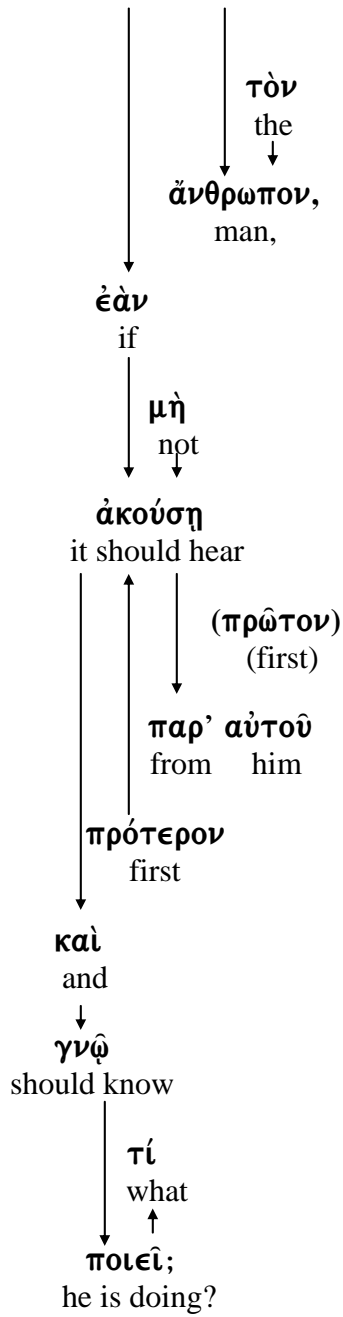 τὸν
the
ἄνθρωπον,
man,
ἐὰν
if
μὴ
not
ἀκούσῃ
it should hear
(πρῶτον)
(first)
παρ’ αὐτοῦ
from him
πρότερον
first
καὶ
and
γνῷ
should know
τί
what
ποιεῖ;
he is doing?